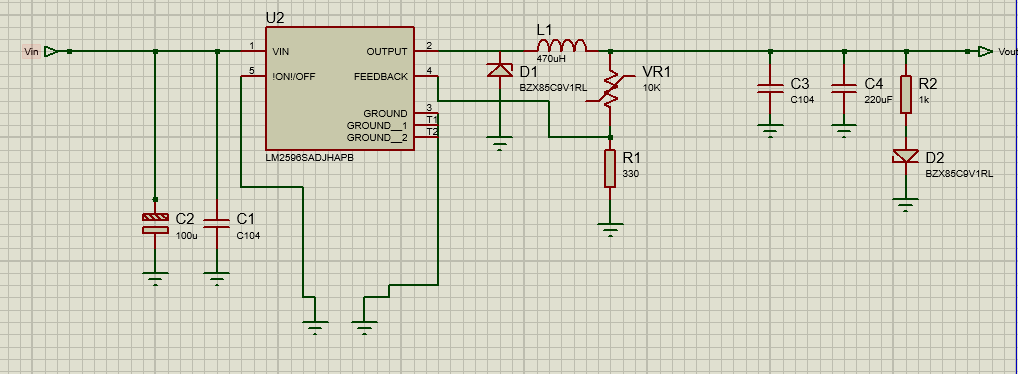 U2
Vin
1
VIN
OUTPUT
2
L1
470uH
Vout
5
!ON!/OFF
FEEDBACK
4
D1
BZX85C9V1RL
VR1
10K
C3
C104
C4
220uF
R2
1k
GROUND
3
GROUND__1
T1
GROUND__2
T2
LM2596SADJHAPB
R1
330
D2
BZX85C9V1RL
C2
100u
C1
C104